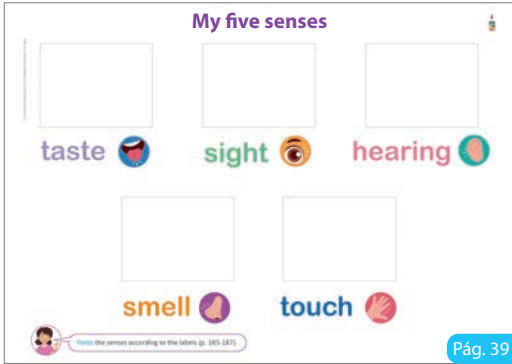 My five senses
taste
sight
hearing
smell
touch
Paste the senses according to the labels (p. 185-187).
Pág. 39